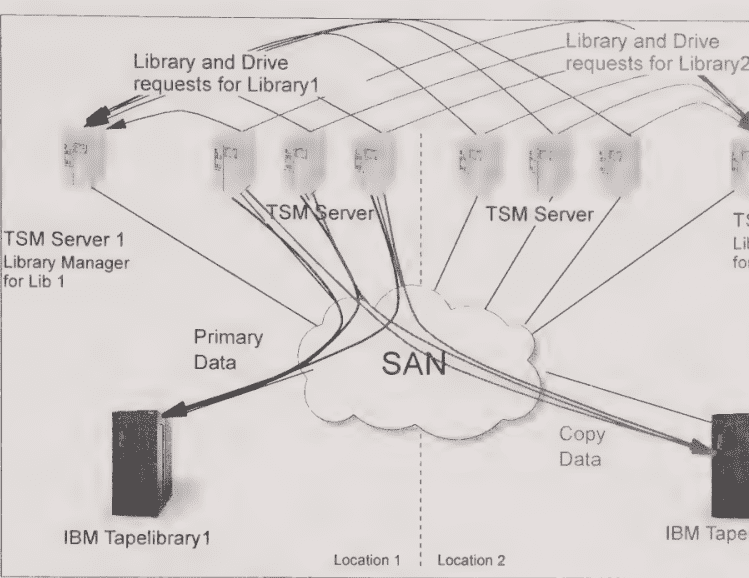 Library and Drive
requests for Library1
Library and Drive
requests for Library2
TSM Server
TSM Server
TSM Server 1
Library Manager
for Lib 1
Primary
Data
SAN
Copy
Data
IBM Tapelibrary1
IBM Tape
Location 1
Location 2